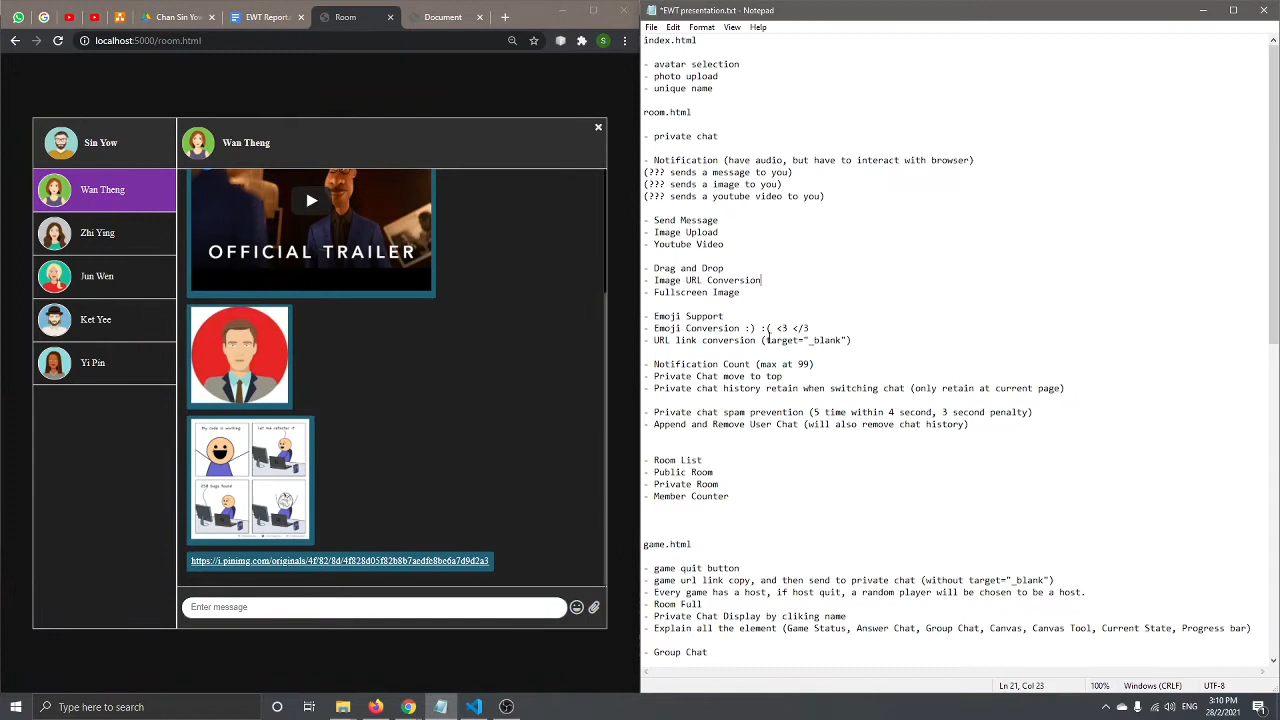 Chan Sin Yow
EWT Report
Room
Document
localhost:5000/room.html
S
Sin Yow
Wan Theng
Wan Theng
Zhi Ying
Jun Wen
Ket Yee
Yi Pei
OFFICIAL TRAILER
My code is working.
let me refactor it
258 bugs found
https://i.pinimg.com/originals/4f/82/8d/4f828d05f82b8b7aedfe8be6a7d9d2a3
Enter message
*EWT presentation.txt - Notepad
File Edit Format View Help
index.html
- avatar selection
- photo upload
- unique name
room.html
- private chat
- Notification (have audio, but have to interact with browser)
(??? sends a message to you)
(??? sends a image to you)
(??? sends a youtube video to you)
- Send Message
- Image Upload
- Youtube Video
- Drag and Drop
- Image URL Conversion
- Fullscreen Image
- Emoji Support
- Emoji Conversion :) :( <3 </3
- URL link conversion (target="_blank")
- Notification Count (max at 99)
- Private Chat move to top
- Private chat history retain when switching chat (only retain at current page)
- Private chat spam prevention (5 time within 4 second, 3 second penalty)
- Append and Remove User Chat (will also remove chat history)
- Room List
- Public Room
- Private Room
- Member Counter
game.html
- game quit button
- game url link copy, and then send to private chat (without target="_blank")
- Every game has a host, if host quit, a random player will be chosen to be a host.
- Room Full
- Private Chat Display by cliking name
- Explain all the element (Game Status, Answer Chat, Group Chat, Canvas, Canvas Tool, Current State, Progress bar)
- Group Chat
Ln 21, Col 23
100%
Windows (CRLF)
UTF-8
Type here to search
3:10 PM
28/2/2021